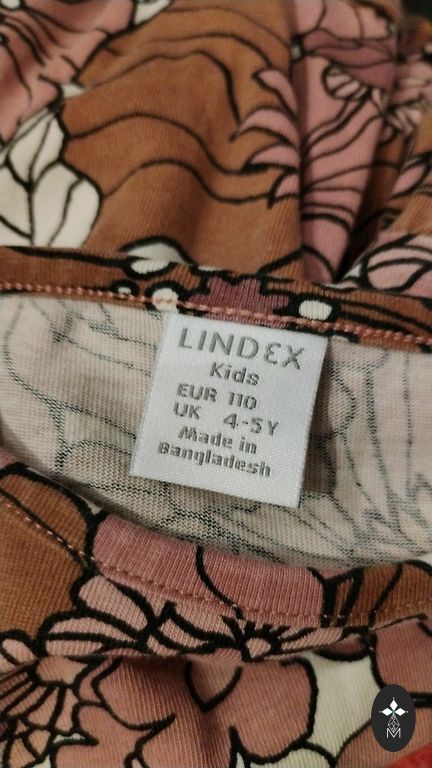 LINDEX
Kids
EUR 110
UK 4-5Y
Made in
Bangladesh
M